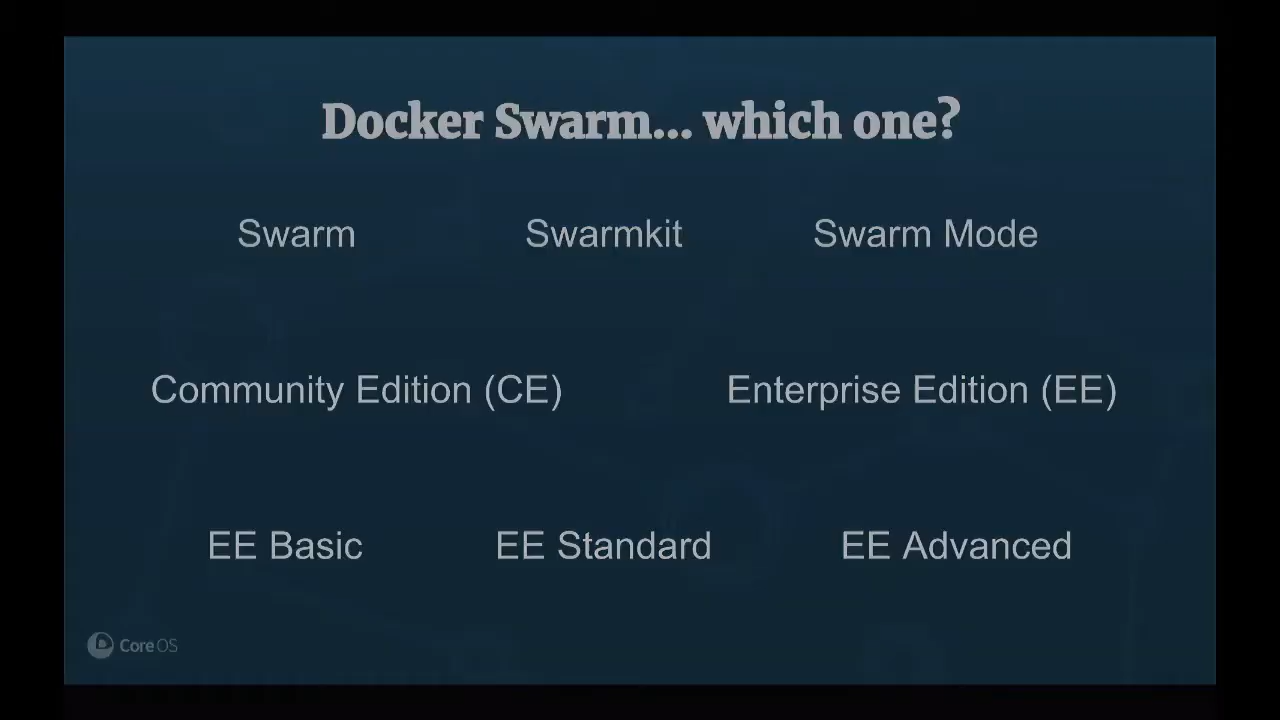 Docker Swarm... which one?
Swarm Swarmkit Swarm Mode
Community Edition (CE) Enterprise Edition (EE)
EE Basic EE Standard EE Advanced
CoreOS